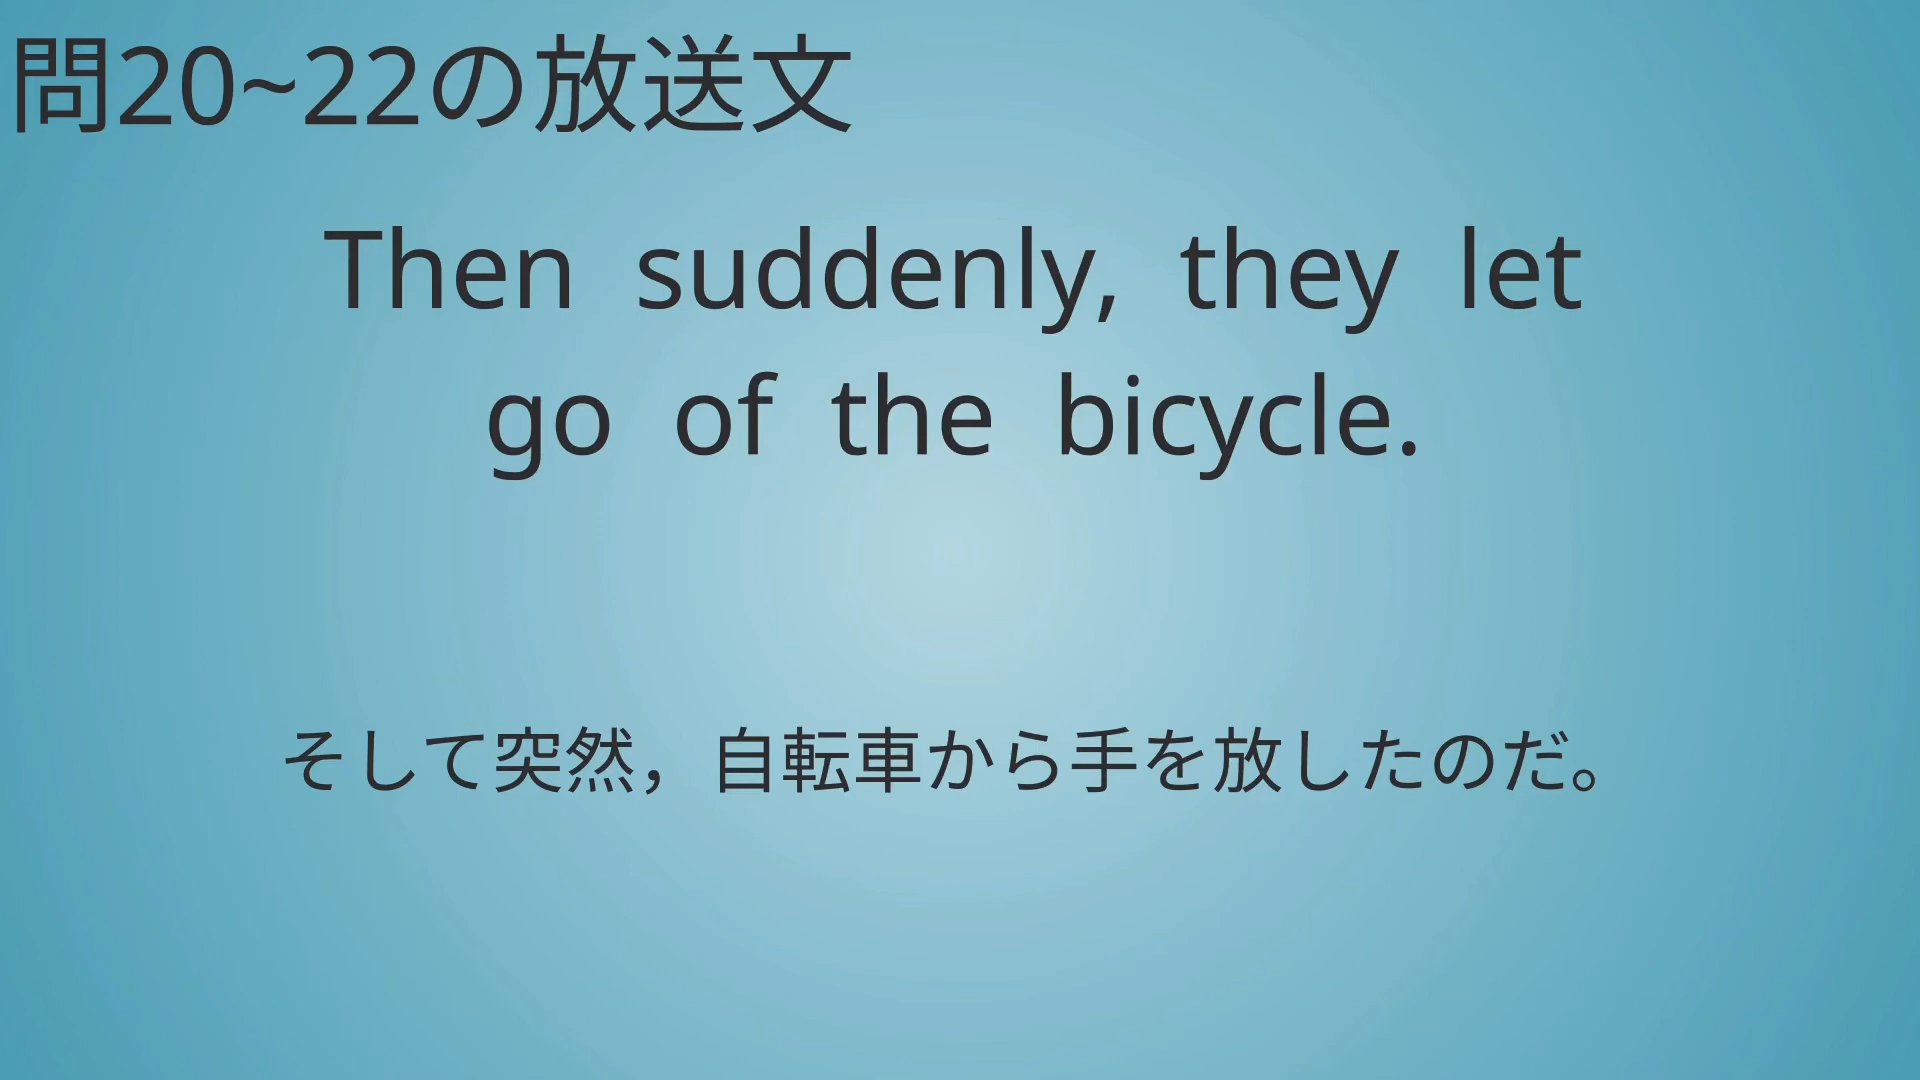 問20~22の放送文
Then suddenly, they let
go of the bicycle.
そして突然，自転車から手を放したのだ。